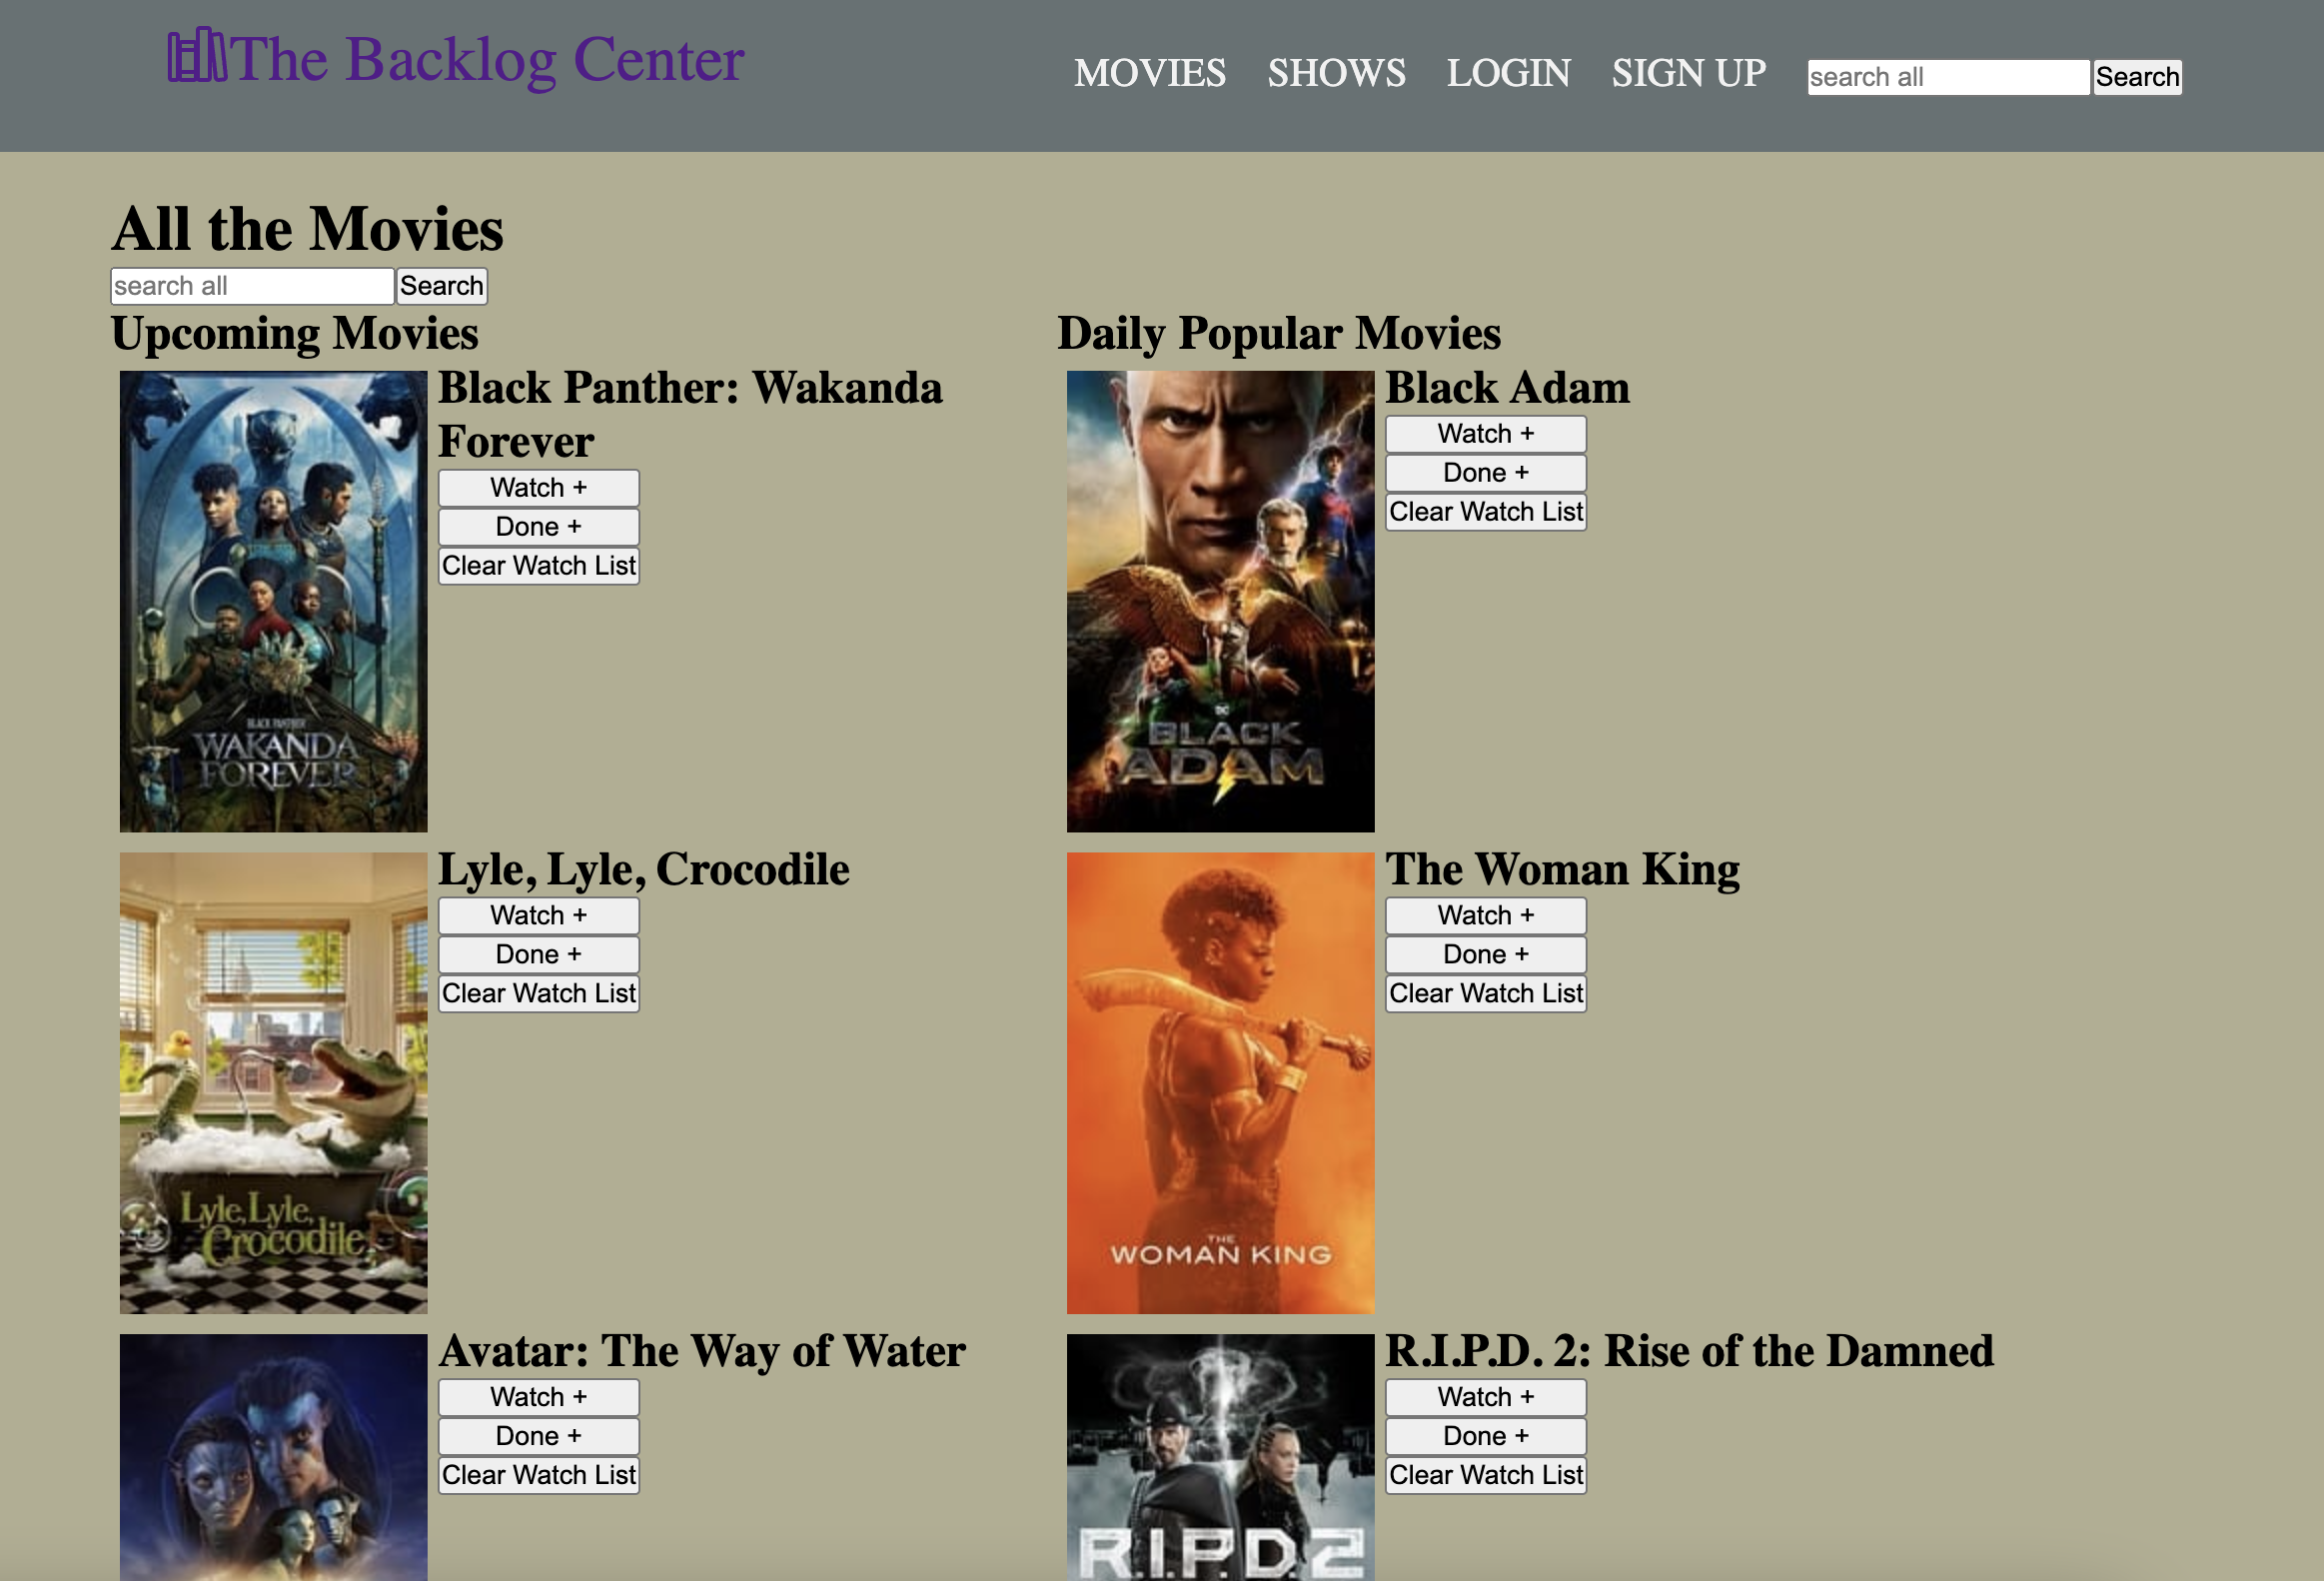 The Backlog Center
MOVIES SHOWS LOGIN SIGN UP search all Search
All the Movies
search all Search
Upcoming Movies
Black Panther: Wakanda
Forever
Watch +
Done +
Clear Watch List
BLACK PANTHER
WAKANDA
FOREVER
Lyle, Lyle, Crocodile
Watch +
Done +
Clear Watch List
Lyle, Lyle,
Crocodile
Avatar: The Way of Water
Watch +
Done +
Clear Watch List
Daily Popular Movies
Black Adam
Watch +
Done +
Clear Watch List
DC
BLACK
ADAM
The Woman King
Watch +
Done +
Clear Watch List
THE
WOMAN KING
R.I.P.D. 2: Rise of the Damned
Watch +
Done +
Clear Watch List
R.I.P.D.2